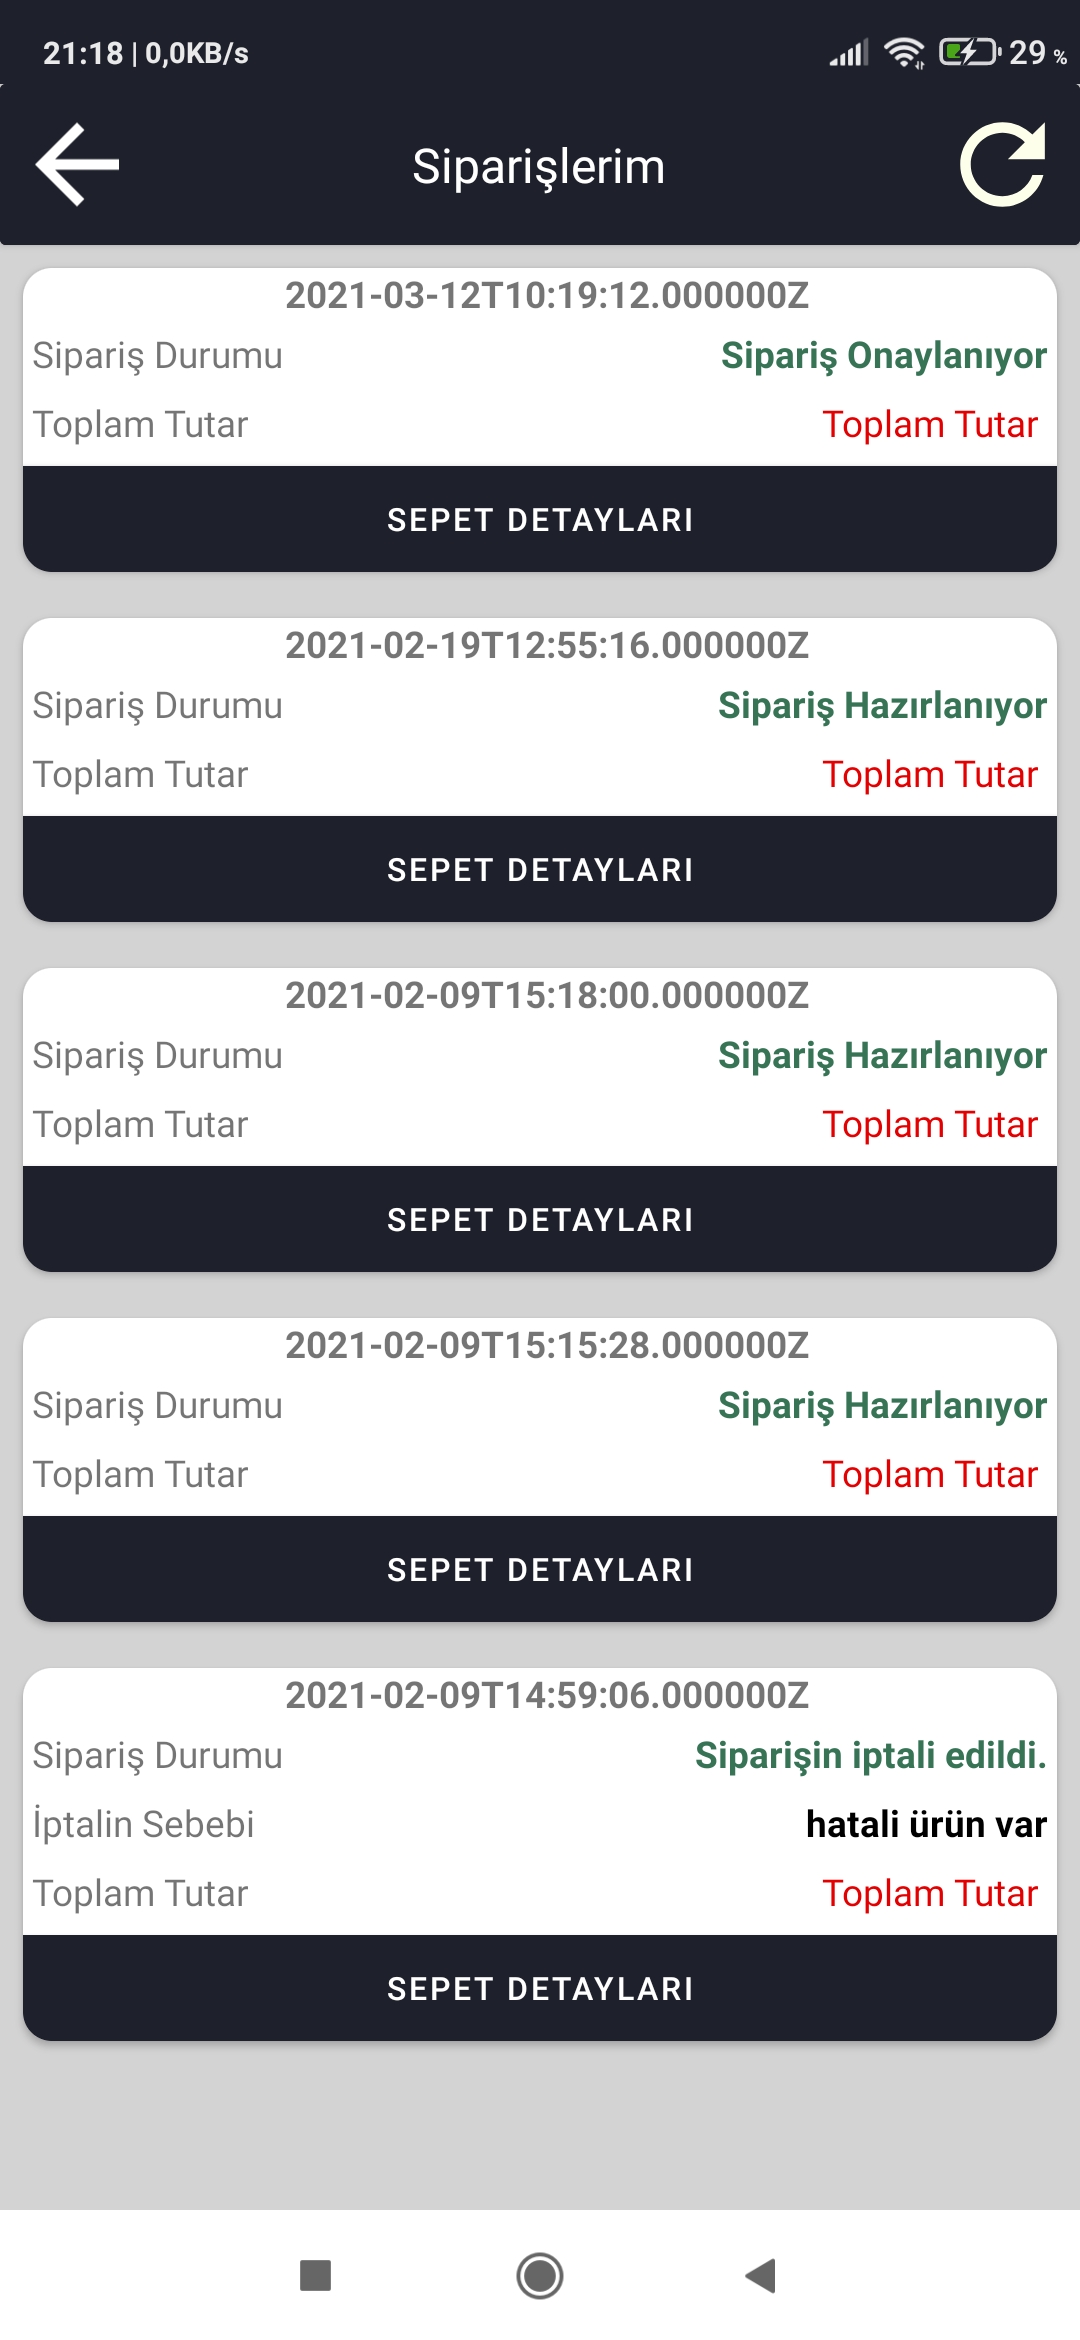 21:18 | 0,0KB/s 29 %
Siparişlerim
2021-03-12T10:19:12.000000Z
Sipariş Durumu Sipariş Onaylanıyor
Toplam Tutar Toplam Tutar
SEPET DETAYLARI
2021-02-19T12:55:16.000000Z
Sipariş Durumu Sipariş Hazırlanıyor
Toplam Tutar Toplam Tutar
SEPET DETAYLARI
2021-02-09T15:18:00.000000Z
Sipariş Durumu Sipariş Hazırlanıyor
Toplam Tutar Toplam Tutar
SEPET DETAYLARI
2021-02-09T15:15:28.000000Z
Sipariş Durumu Sipariş Hazırlanıyor
Toplam Tutar Toplam Tutar
SEPET DETAYLARI
2021-02-09T14:59:06.000000Z
Sipariş Durumu Siparişin iptali edildi.
İptalin Sebebi hatali ürün var
Toplam Tutar Toplam Tutar
SEPET DETAYLARI